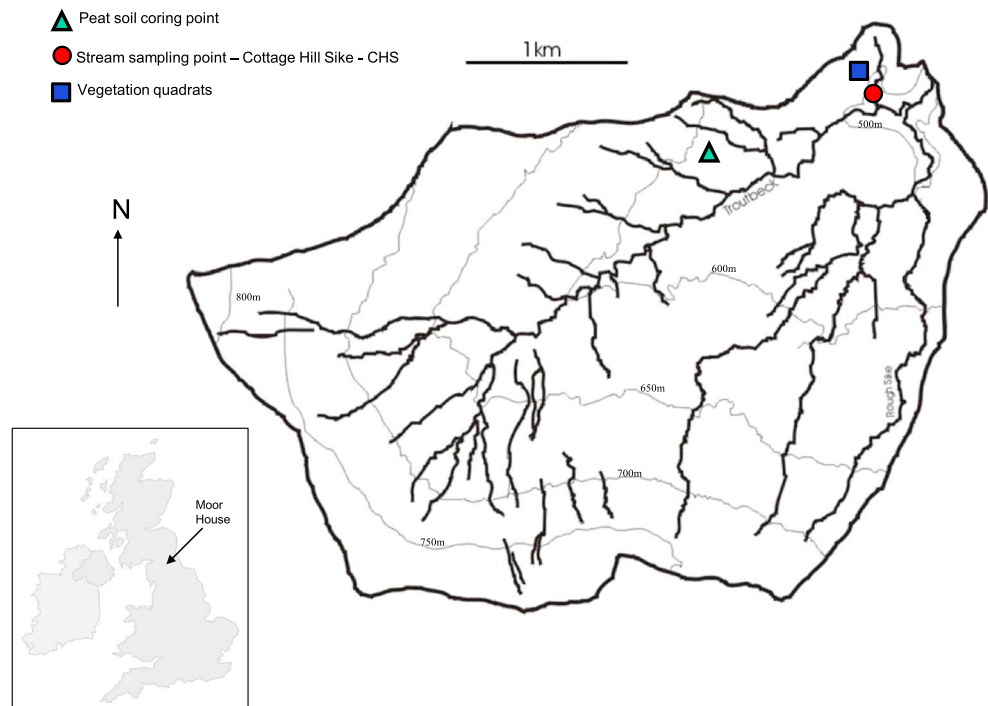 Peat soil coring point
Stream sampling point – Cottage Hill Sike - CHS
Vegetation quadrats
1km
N
500m
Troutbeck
600m
800m
650m
Rough Sike
700m
750m
Moor
House